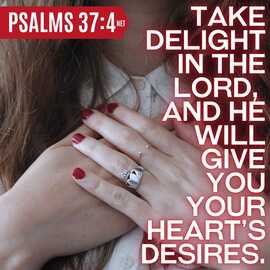 PSALMS 37:4 NET
TAKE
DELIGHT
IN THE
LORD,
AND HE
WILL
GIVE
YOU
YOUR
HEART'S
DESIRES.